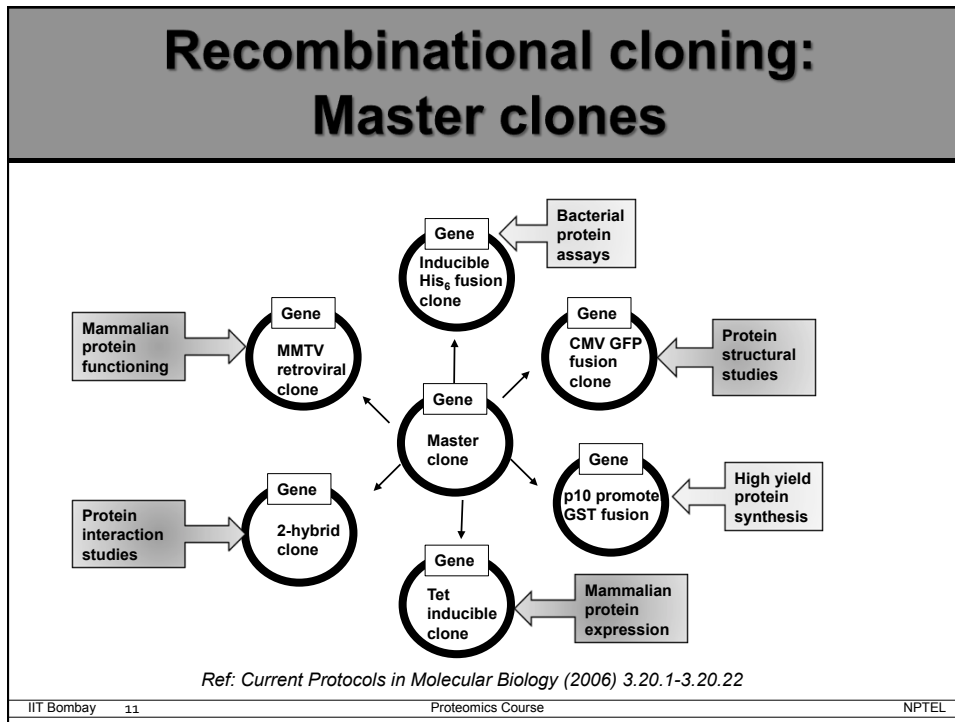 Recombinational cloning:
Master clones
Gene
Inducible
His₆ fusion
clone
Bacterial
protein
assays
Gene
MMTV
retroviral
clone
Mammalian
protein
functioning
Gene
CMV GFP
fusion
clone
Protein
structural
studies
Gene
Master
clone
Gene
p10 promote
GST fusion
High yield
protein
synthesis
Gene
2-hybrid
clone
Protein
interaction
studies
Gene
Tet
inducible
clone
Mammalian
protein
expression
Ref: Current Protocols in Molecular Biology (2006) 3.20.1-3.20.22
IIT Bombay 11 Proteomics Course NPTEL